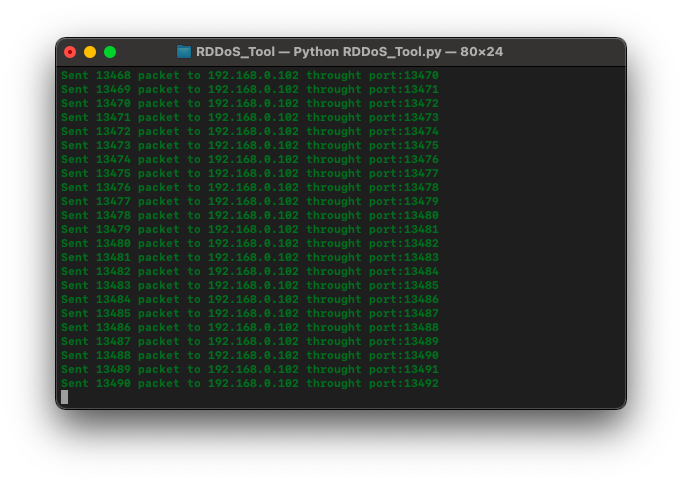 RDDoS_Tool — Python RDDoS_Tool.py — 80×24
Sent 13468 packet to 192.168.0.102 throught port:13470
Sent 13469 packet to 192.168.0.102 throught port:13471
Sent 13470 packet to 192.168.0.102 throught port:13472
Sent 13471 packet to 192.168.0.102 throught port:13473
Sent 13472 packet to 192.168.0.102 throught port:13474
Sent 13473 packet to 192.168.0.102 throught port:13475
Sent 13474 packet to 192.168.0.102 throught port:13476
Sent 13475 packet to 192.168.0.102 throught port:13477
Sent 13476 packet to 192.168.0.102 throught port:13478
Sent 13477 packet to 192.168.0.102 throught port:13479
Sent 13478 packet to 192.168.0.102 throught port:13480
Sent 13479 packet to 192.168.0.102 throught port:13481
Sent 13480 packet to 192.168.0.102 throught port:13482
Sent 13481 packet to 192.168.0.102 throught port:13483
Sent 13482 packet to 192.168.0.102 throught port:13484
Sent 13483 packet to 192.168.0.102 throught port:13485
Sent 13484 packet to 192.168.0.102 throught port:13486
Sent 13485 packet to 192.168.0.102 throught port:13487
Sent 13486 packet to 192.168.0.102 throught port:13488
Sent 13487 packet to 192.168.0.102 throught port:13489
Sent 13488 packet to 192.168.0.102 throught port:13490
Sent 13489 packet to 192.168.0.102 throught port:13491
Sent 13490 packet to 192.168.0.102 throught port:13492